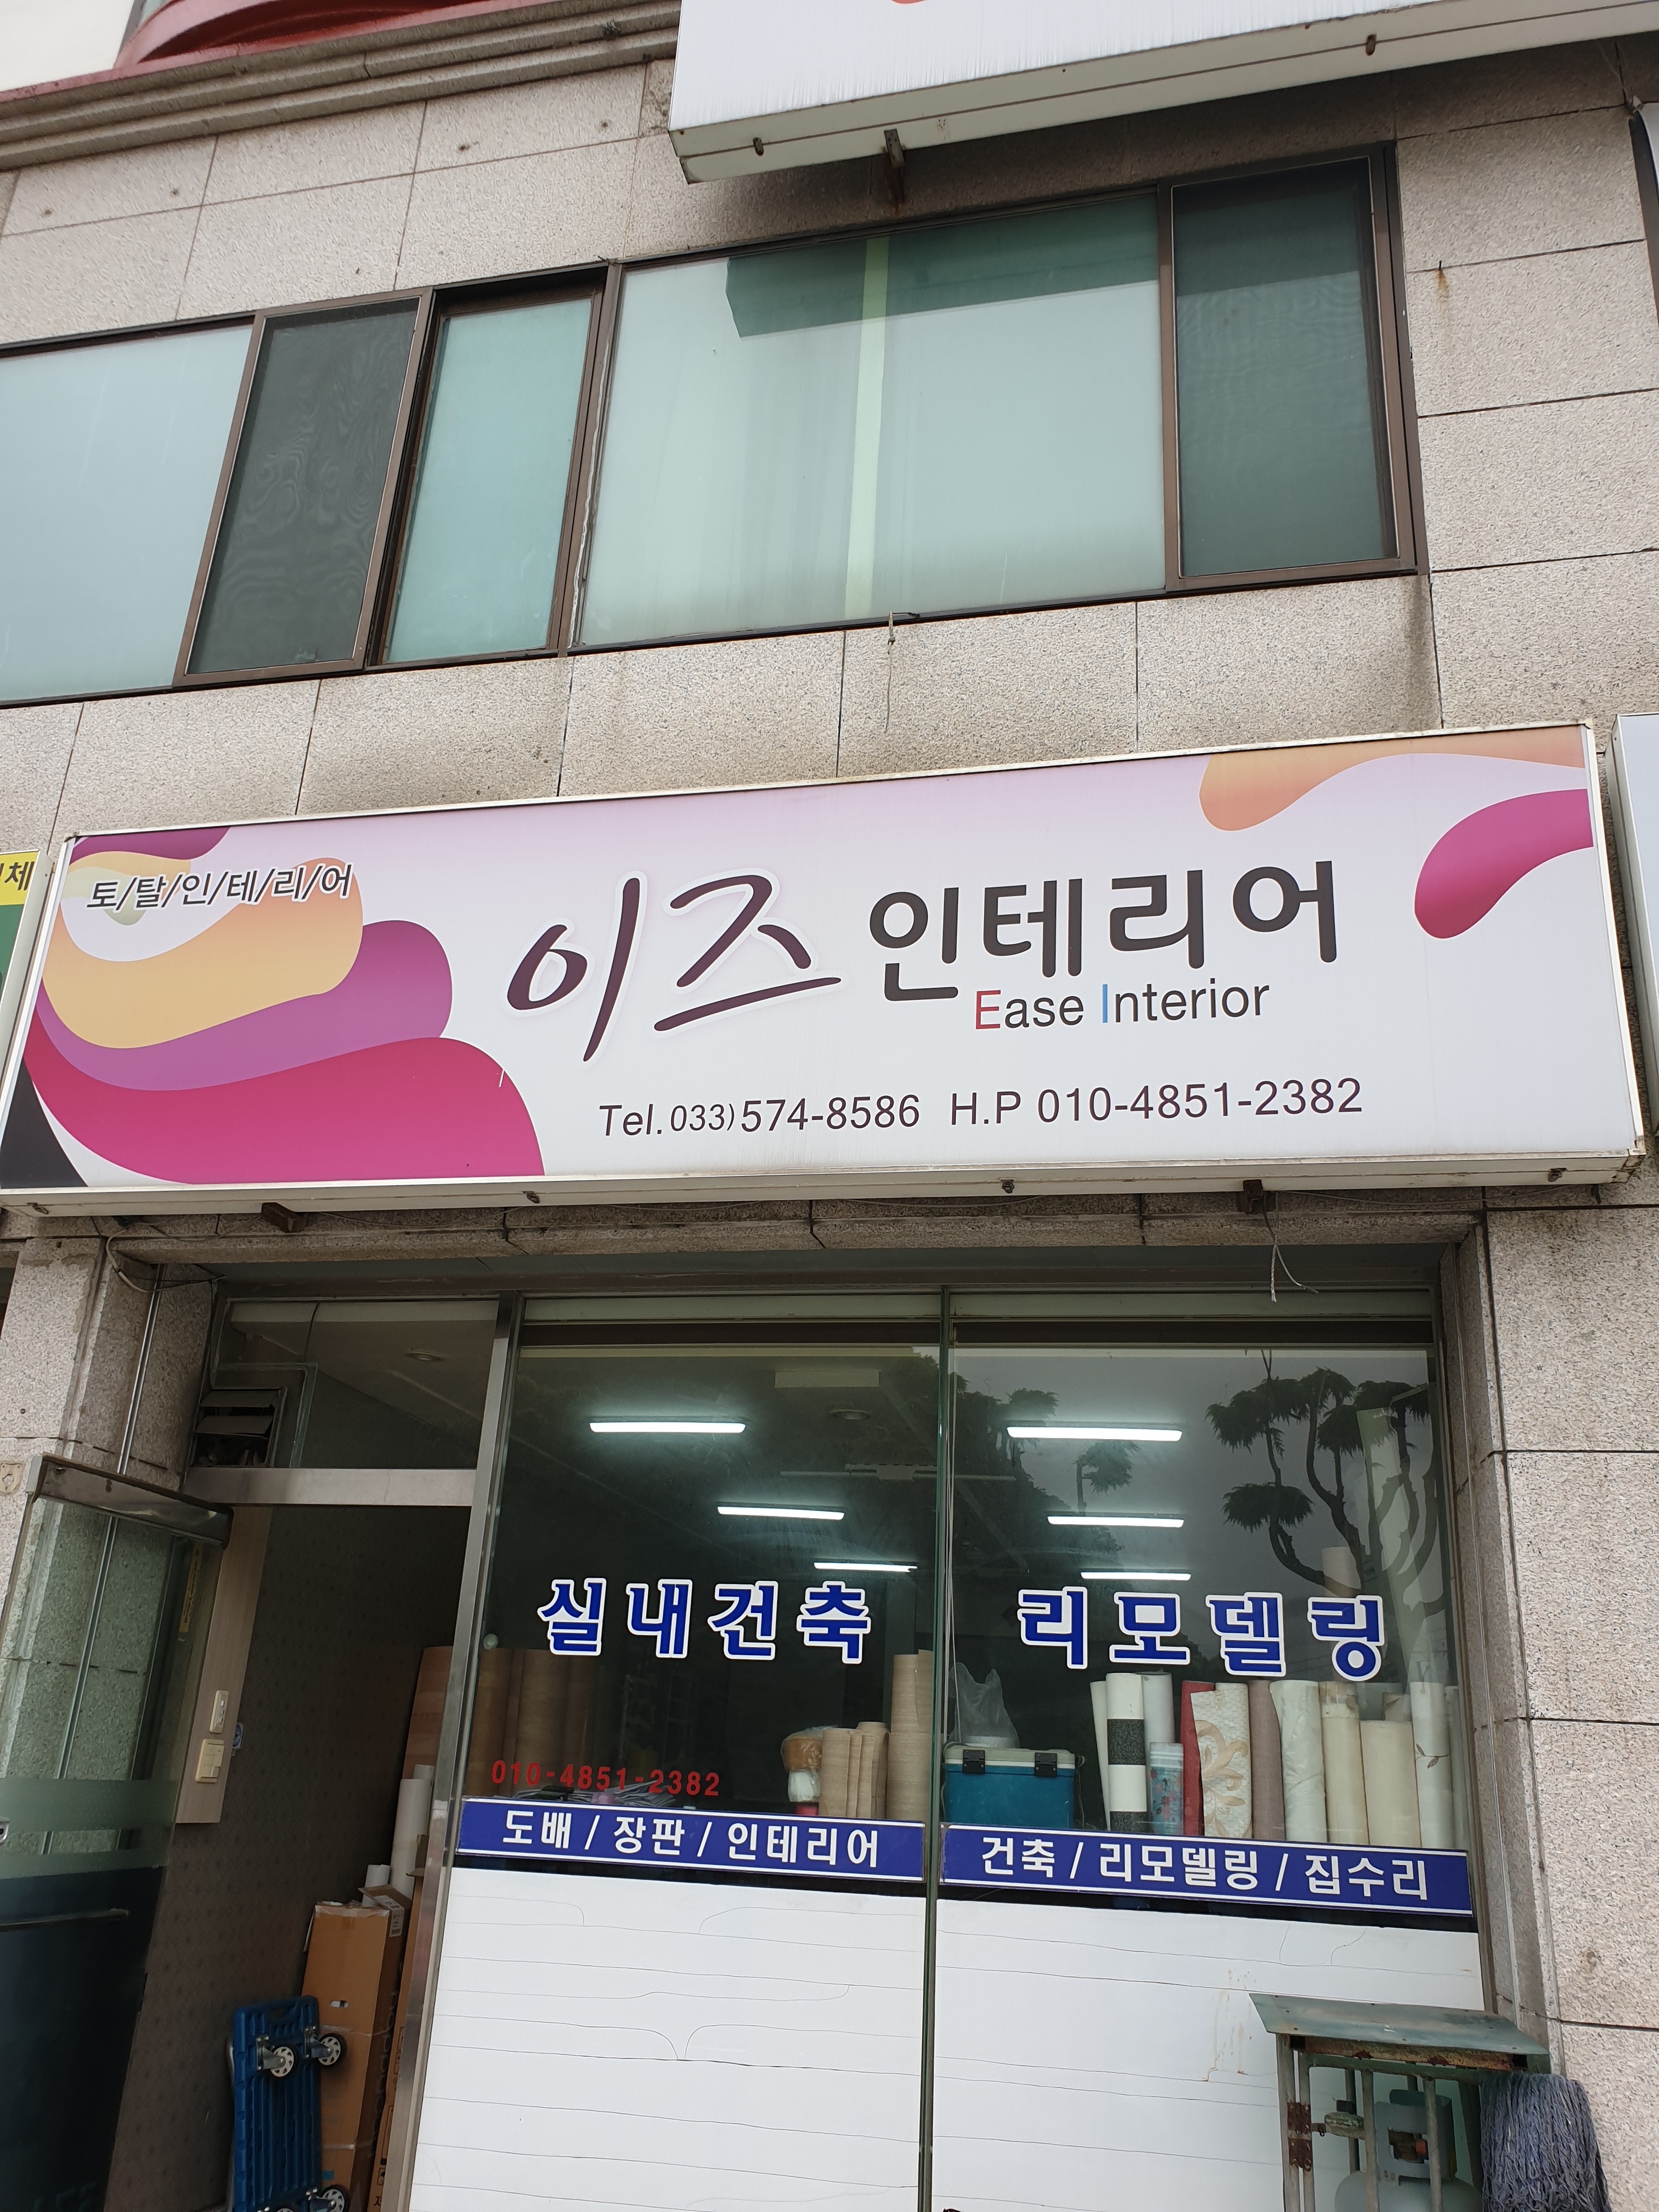 체
토/탈/인/테/리/어
이즈 인테리어
Ease Interior
Tel.033)574-8586 H.P 010-4851-2382
실내건축 리모델링
010-4851-2382
도배 / 장판 / 인테리어
건축 / 리모델링 / 집수리